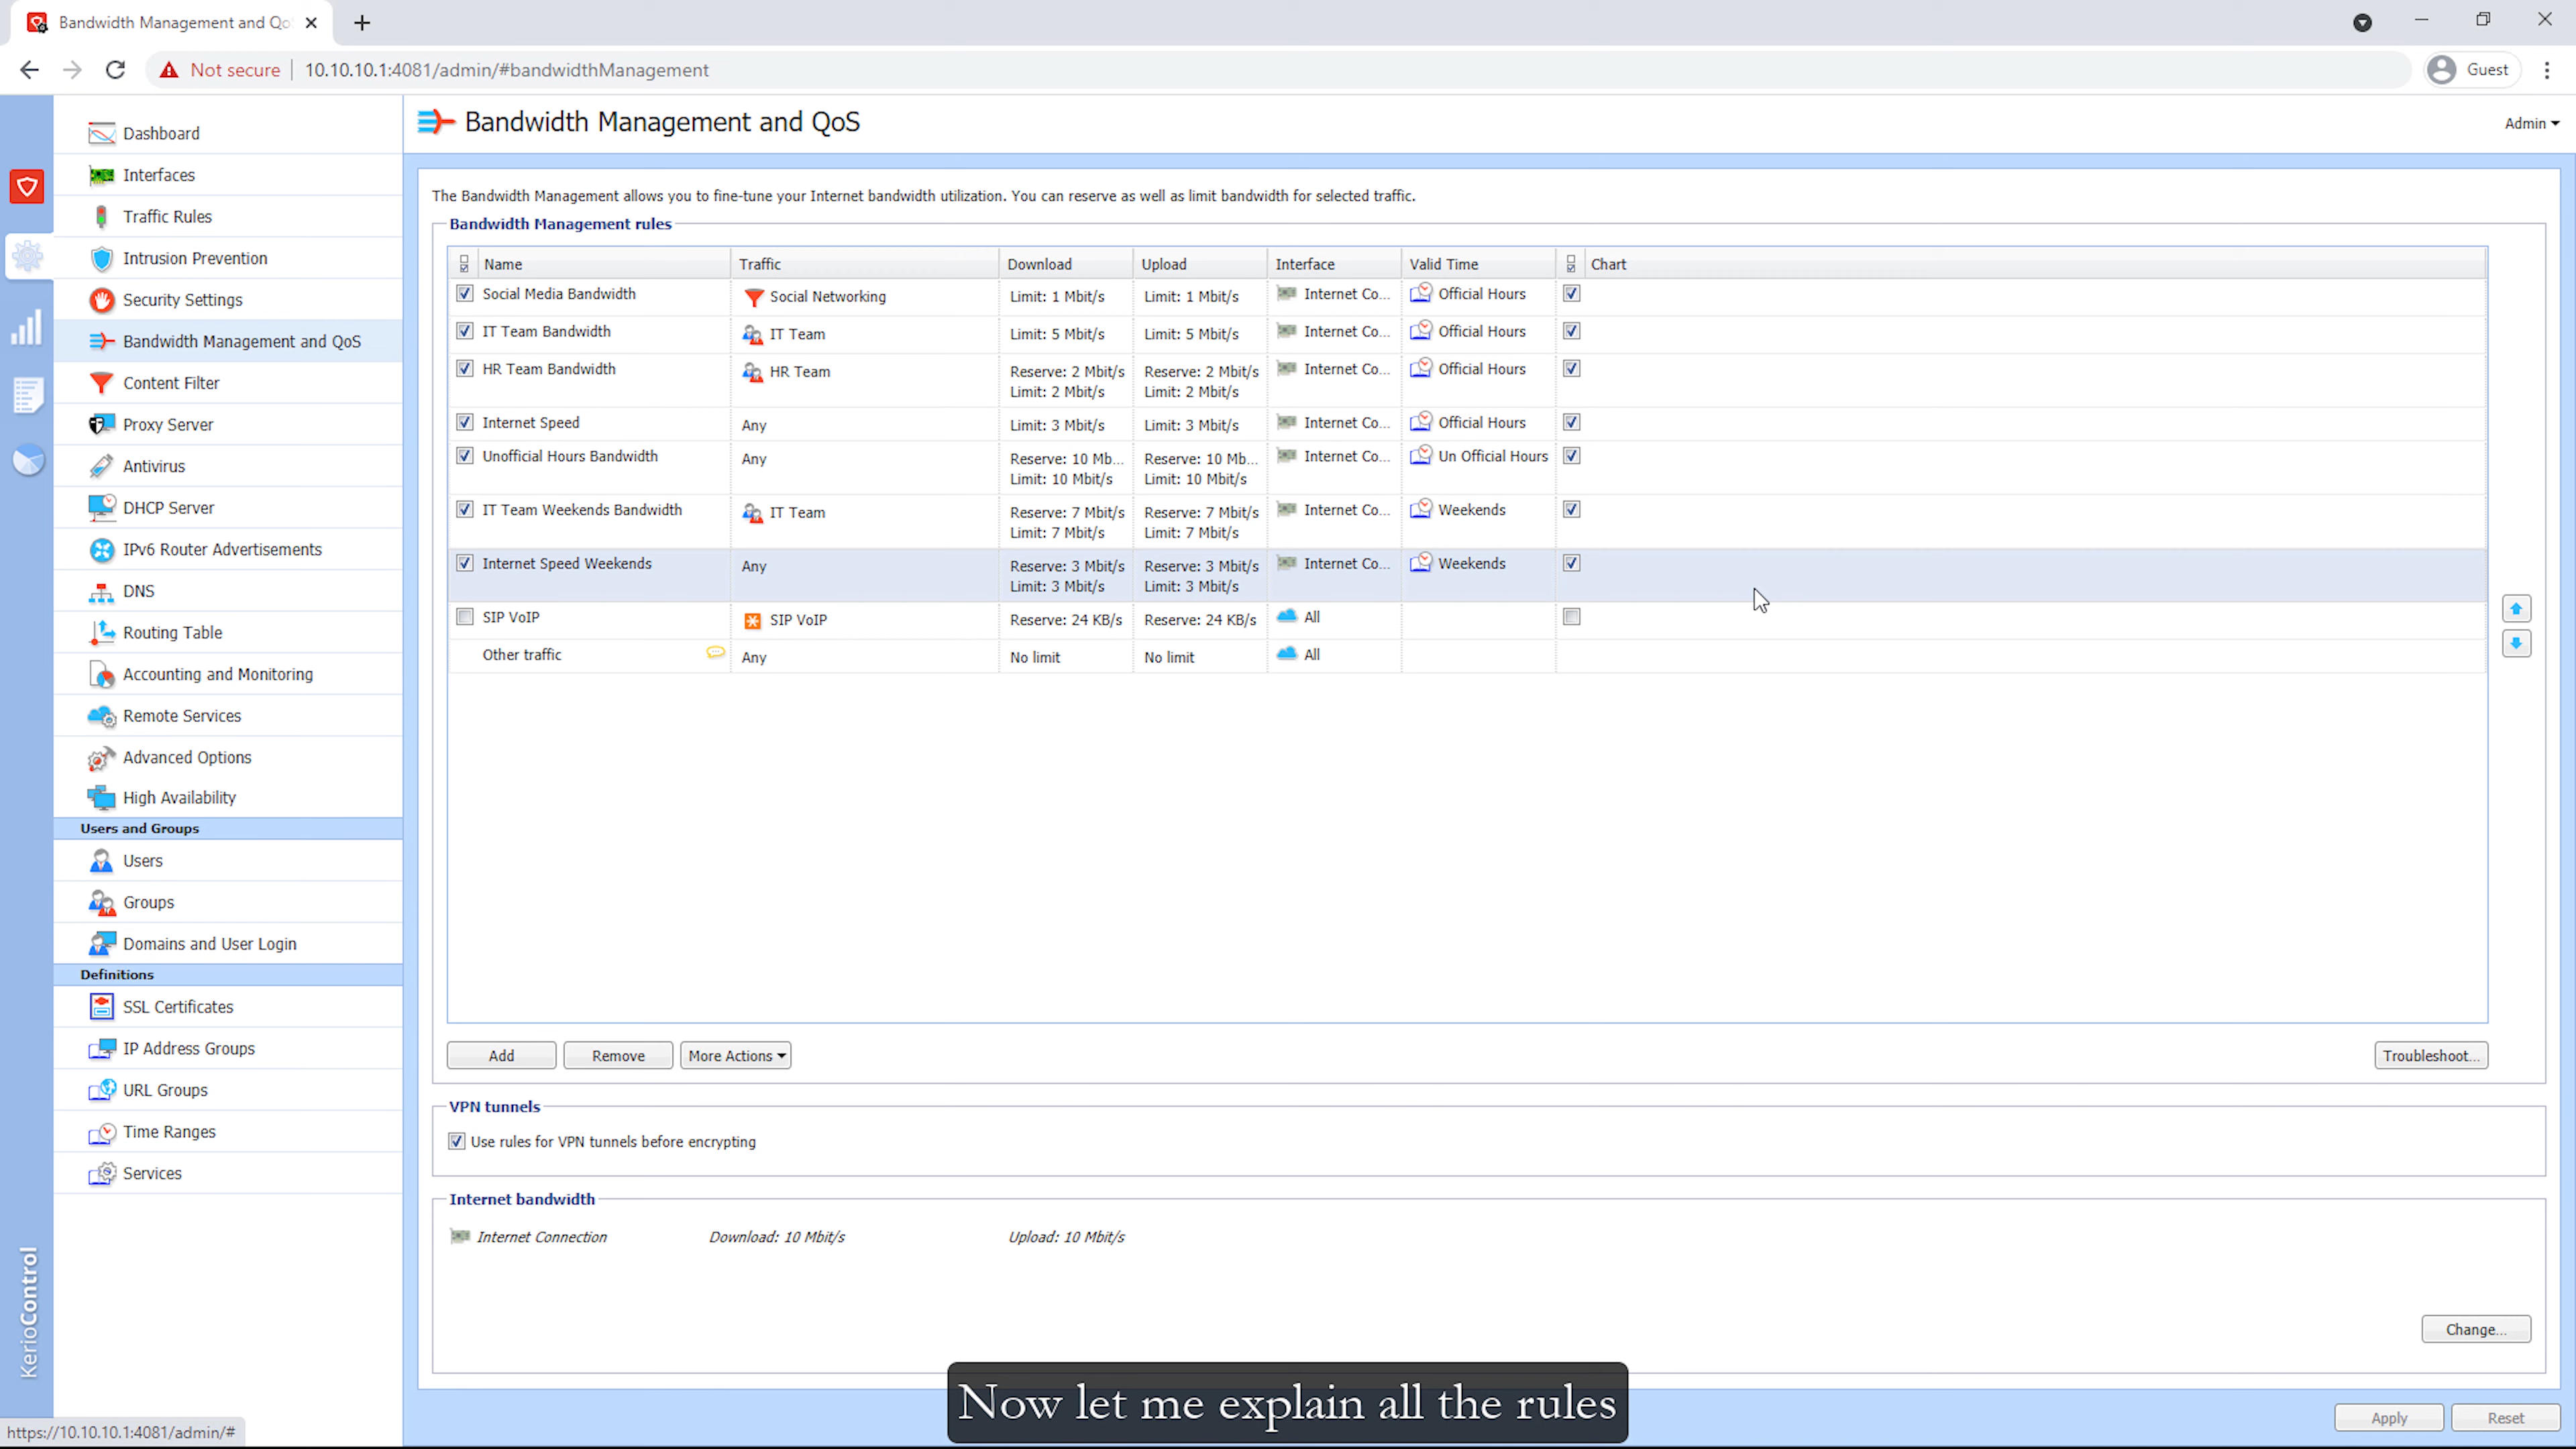 Bandwidth Management and Qo
Not secure
10.10.10.1:4081/admin/#bandwidthManagement
Guest
Dashboard
Interfaces
Traffic Rules
Intrusion Prevention
Security Settings
Bandwidth Management and QoS
Content Filter
Proxy Server
Antivirus
DHCP Server
IPv6 Router Advertisements
DNS
Routing Table
Accounting and Monitoring
Remote Services
Advanced Options
High Availability
Users and Groups
Users
Groups
Domains and User Login
Definitions
SSL Certificates
IP Address Groups
URL Groups
Time Ranges
Services
KerioControl
https://10.10.10.1:4081/admin/#
Bandwidth Management and QoS
Admin
The Bandwidth Management allows you to fine-tune your Internet bandwidth utilization. You can reserve as well as limit bandwidth for selected traffic.
Bandwidth Management rules
Name Traffic Download Upload Interface Valid Time Chart
Social Media Bandwidth Social Networking Limit: 1 Mbit/s Limit: 1 Mbit/s Internet Co... Official Hours
IT Team Bandwidth IT Team Limit: 5 Mbit/s Limit: 5 Mbit/s Internet Co... Official Hours
HR Team Bandwidth HR Team Reserve: 2 Mbit/s Reserve: 2 Mbit/s Internet Co... Official Hours
Limit: 2 Mbit/s Limit: 2 Mbit/s
Internet Speed Any Limit: 3 Mbit/s Limit: 3 Mbit/s Internet Co... Official Hours
Unofficial Hours Bandwidth Any Reserve: 10 Mb... Reserve: 10 Mb... Internet Co... Un Official Hours
Limit: 10 Mbit/s Limit: 10 Mbit/s
IT Team Weekends Bandwidth IT Team Reserve: 7 Mbit/s Reserve: 7 Mbit/s Internet Co... Weekends
Limit: 7 Mbit/s Limit: 7 Mbit/s
Internet Speed Weekends Any Reserve: 3 Mbit/s Reserve: 3 Mbit/s Internet Co... Weekends
Limit: 3 Mbit/s Limit: 3 Mbit/s
SIP VoIP SIP VoIP Reserve: 24 KB/s Reserve: 24 KB/s All
Other traffic Any No limit No limit All
Add Remove More Actions Troubleshoot...
VPN tunnels
Use rules for VPN tunnels before encrypting
Internet bandwidth
Internet Connection Download: 10 Mbit/s Upload: 10 Mbit/s
Change...
Now let me explain all the rules
Apply Reset